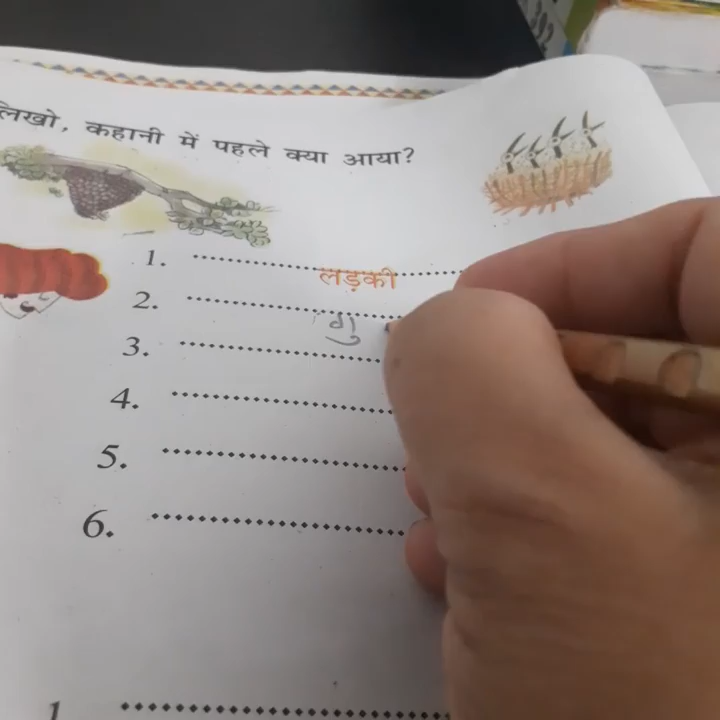 लिखो, कहानी में पहले क्या आया?
1. लड़की
2. गु
3.
4.
5.
6.
1